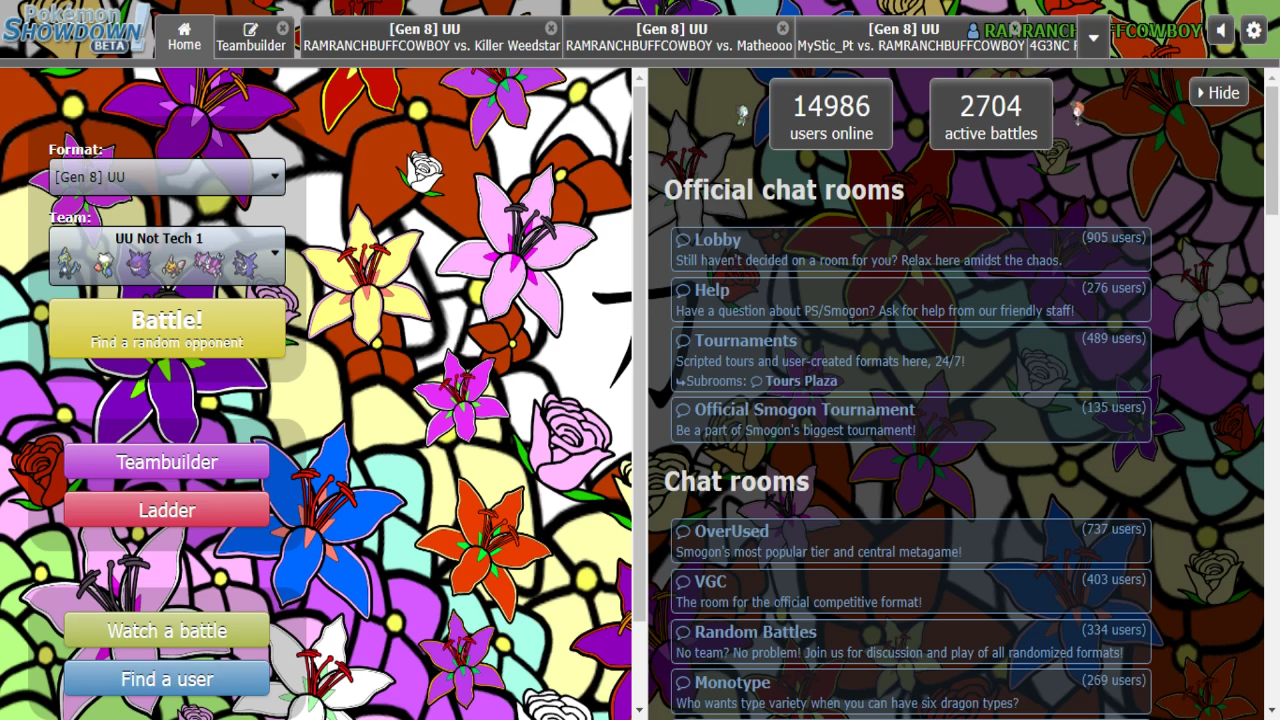 Pokémon
SHOWDOWN!
BETA
Home
Teambuilder
[Gen 8] UU
RAMRANCHBUFFCOWBOY vs. Killer Weedstar
[Gen 8] UU
RAMRANCHBUFFCOWBOY vs. Matheooo
[Gen 8] UU
MyStic_Pt vs. RAMRANCHBUFFCOWBOY
4G3NC
Format:
[Gen 8] UU
Team:
UU Not Tech 1
Battle!
Find a random opponent
Teambuilder
Ladder
Watch a battle
Find a user
14986
users online
2704
active battles
Hide
Official chat rooms
Lobby (905 users)
Still haven't decided on a room for you? Relax here amidst the chaos.
Help (276 users)
Have a question about PS/Smogon? Ask for help from our friendly staff!
Tournaments (489 users)
Scripted tours and user-created formats here, 24/7!
↳Subrooms: Tours Plaza
Official Smogon Tournament (135 users)
Be a part of Smogon's biggest tournament!
Chat rooms
OverUsed (737 users)
Smogon's most popular tier and central metagame!
VGC (403 users)
The room for the official competitive format!
Random Battles (334 users)
No team? No problem! Join us for discussion and play of all randomized formats!
Monotype (269 users)
Who wants type variety when you can have six dragon types?